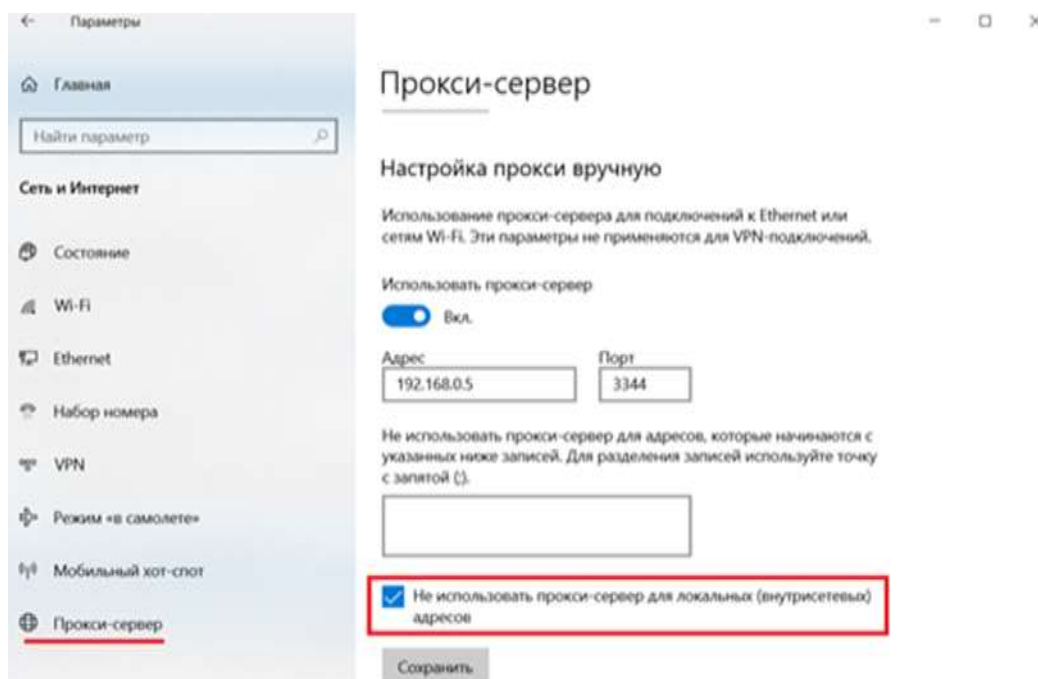 Параметры
Главная
Найти параметр
Сеть и Интернет
Состояние
Wi-Fi
Ethernet
Набор номера
VPN
Режим «в самолете»
Мобильный хот-спот
Прокси-сервер
Прокси-сервер
Настройка прокси вручную
Использование прокси-сервера для подключений к Ethernet или
сетям Wi-Fi. Эти параметры не применяются для VPN-подключений.
Использовать прокси-сервер
Вкл.
Адрес Порт
192.168.0.5 3344
Не использовать прокси-сервер для адресов, которые начинаются с
указанных ниже записей. Для разделения записей используйте точку
с запятой (;).
Не использовать прокси-сервер для локальных (внутрисетевых)
адресов
Сохранить